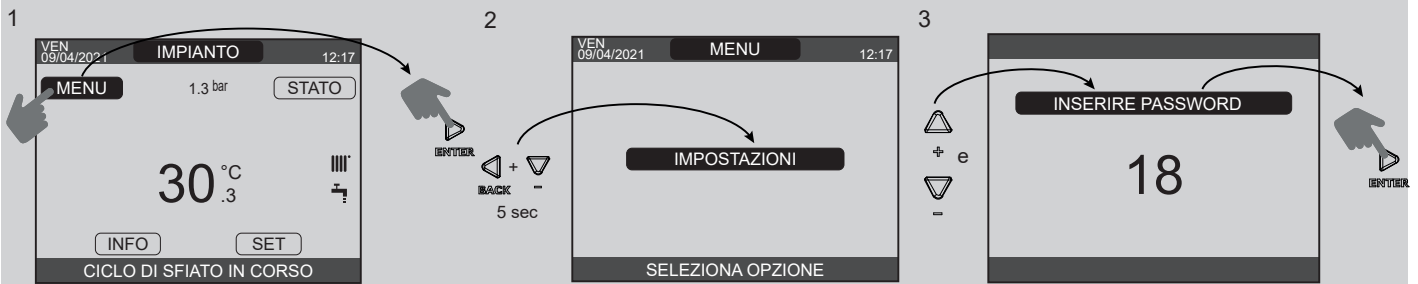 1
VEN
09/04/2021
IMPIANTO
12:17
MENU
1.3 bar
STATO
30 °C
.3
INFO
SET
CICLO DI SFIATO IN CORSO
ENTER
2
VEN
09/04/2021
MENU
12:17
IMPOSTAZIONI
BACK
+
-
5 sec
SELEZIONA OPZIONE
3
+ e
-
INSERIRE PASSWORD
18
ENTER